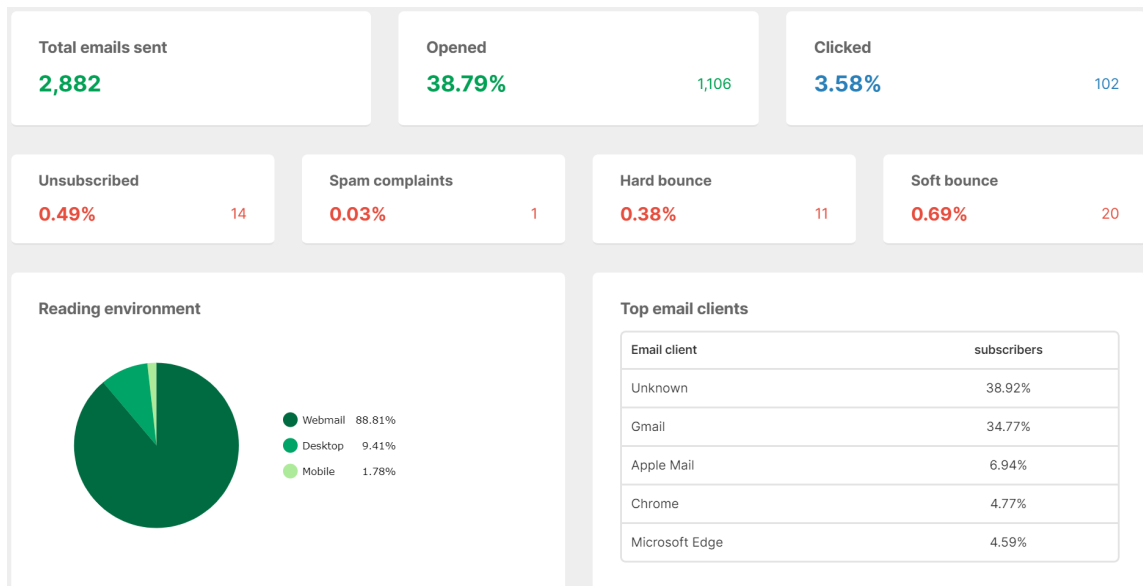 Total emails sent
2,882
Opened
38.79% 1,106
Clicked
3.58% 102
Unsubscribed
0.49% 14
Spam complaints
0.03% 1
Hard bounce
0.38% 11
Soft bounce
0.69% 20
Reading environment
Webmail 88.81%
Desktop 9.41%
Mobile 1.78%
Top email clients
Email client subscribers
Unknown 38.92%
Gmail 34.77%
Apple Mail 6.94%
Chrome 4.77%
Microsoft Edge 4.59%